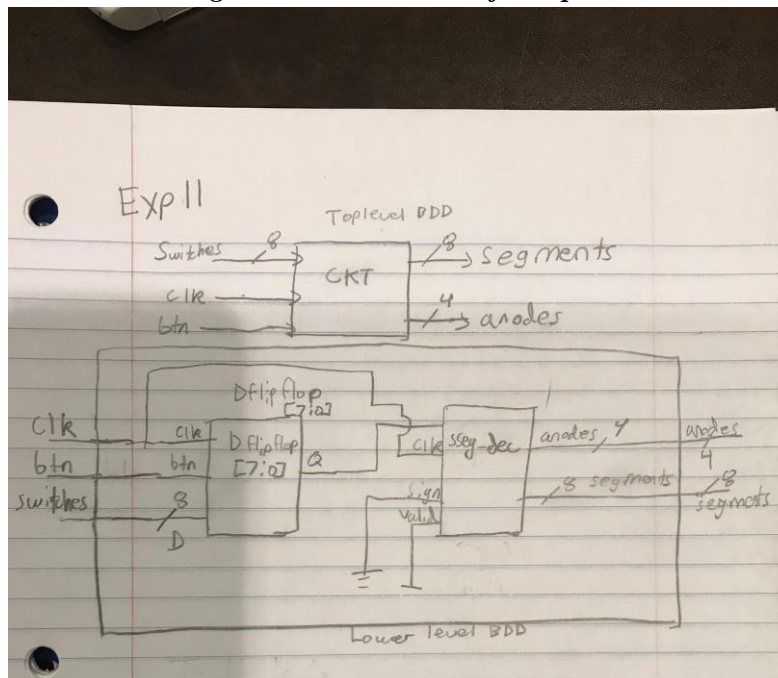 Exp 11
Toplevel BDD
Switches 8
clk
btn
CKT
8 segments
4 anodes
Dflipflop
[7:0]
clk
btn
switches
8
D
clk
btn
D flipflop
[7:0]
Q
clk
sseg-dec
sign
valid
anodes, 4
8 segments
anodes
4
8
segments
Lower level BDD